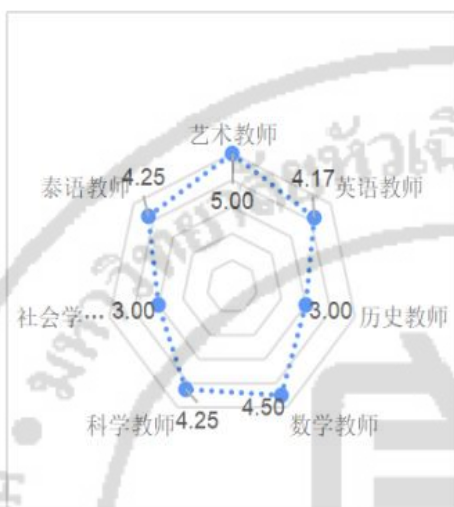 艺术教师
泰语教师
4.25
4.17
英语教师
5.00
社会学…
3.00
3.00
历史教师
科学教师
4.25
4.50
数学教师